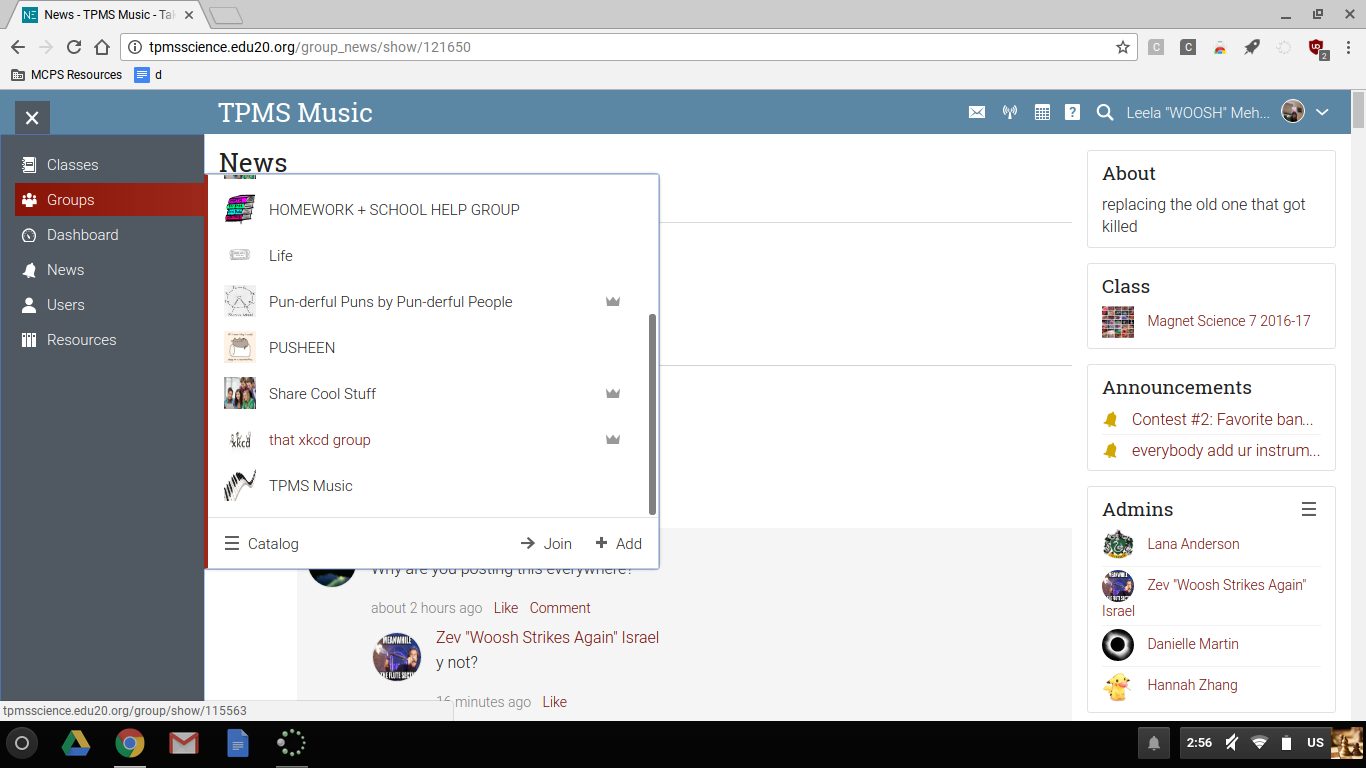 News - TPMS Music - Tak
tpmsscience.edu20.org/group_news/show/121650
MCPS Resources
d
TPMS Music
Leela "WOOSH" Meh...
Classes
Groups
Dashboard
News
Users
Resources
News
HOMEWORK + SCHOOL HELP GROUP
Life
Pun-derful Puns by Pun-derful People
PUSHEEN
Share Cool Stuff
xkcd
that xkcd group
TPMS Music
Catalog
Join
Add
Why are you posting this everywhere?
about 2 hours ago Like Comment
MEANWHILE
Zev "Woosh Strikes Again" Israel
y not?
16 minutes ago Like
About
replacing the old one that got
killed
Class
Magnet Science 7 2016-17
Announcements
Contest #2: Favorite ban...
everybody add ur instrum...
Admins
Lana Anderson
Zev "Woosh Strikes Again"
Israel
Danielle Martin
Hannah Zhang
tpmsscience.edu20.org/group/show/115563
2:56
US